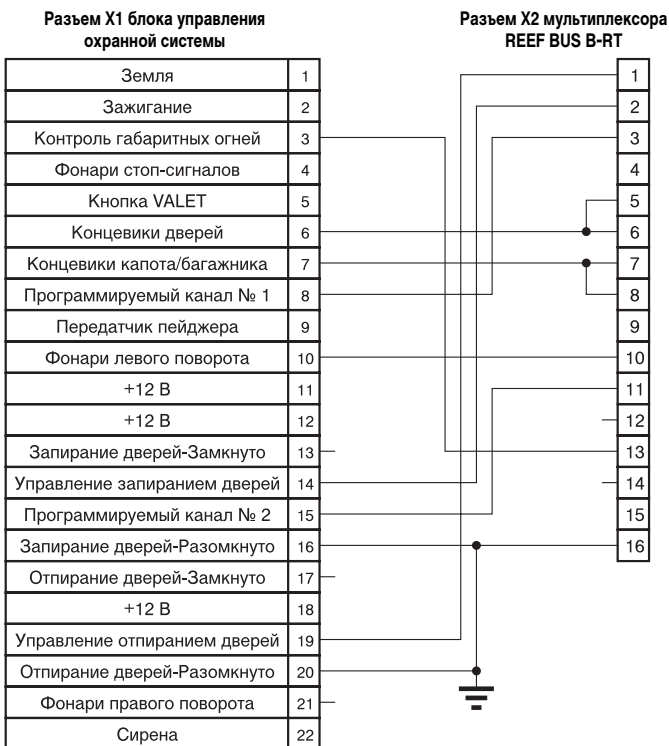 Разъем X1 блока управления
охранной системы
Разъем X2 мультиплексора
REEF BUS B-RT
Земля 1
Зажигание 2
Контроль габаритных огней 3
Фонари стоп-сигналов 4
Кнопка VALET 5
Концевики дверей 6
Концевики капота/багажника 7
Программируемый канал № 1 8
Передатчик пейджера 9
Фонари левого поворота 10
+12 В 11
+12 В 12
Запирание дверей-Замкнуто 13
Управление запиранием дверей 14
Программируемый канал № 2 15
Запирание дверей-Разомкнуто 16
Отпирание дверей-Замкнуто 17
+12 В 18
Управление отпиранием дверей 19
Отпирание дверей-Разомкнуто 20
Фонари правого поворота 21
Сирена 22
1
2
3
4
5
6
7
8
9
10
11
12
13
14
15
16